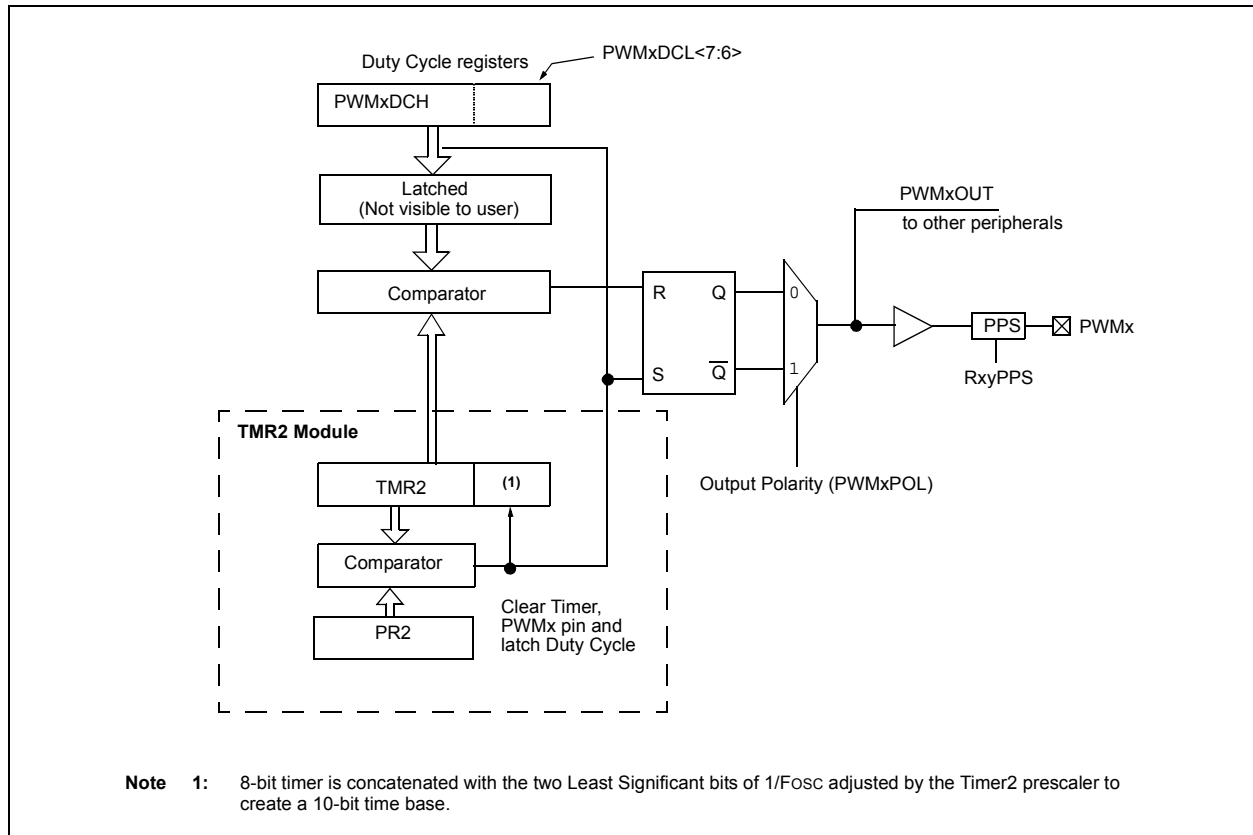 Duty Cycle registers
PWMxDCL<7:6>
PWMxDCH
Latched
(Not visible to user)
Comparator
R
Q
S
Q̅
0
1
PWMxOUT
to other peripherals
PPS
PWMx
RxyPPS
Output Polarity (PWMxPOL)
TMR2 Module
TMR2
(1)
Comparator
PR2
Clear Timer,
PWMx pin and
latch Duty Cycle
Note 1: 8-bit timer is concatenated with the two Least Significant bits of 1/FOSC adjusted by the Timer2 prescaler to
create a 10-bit time base.